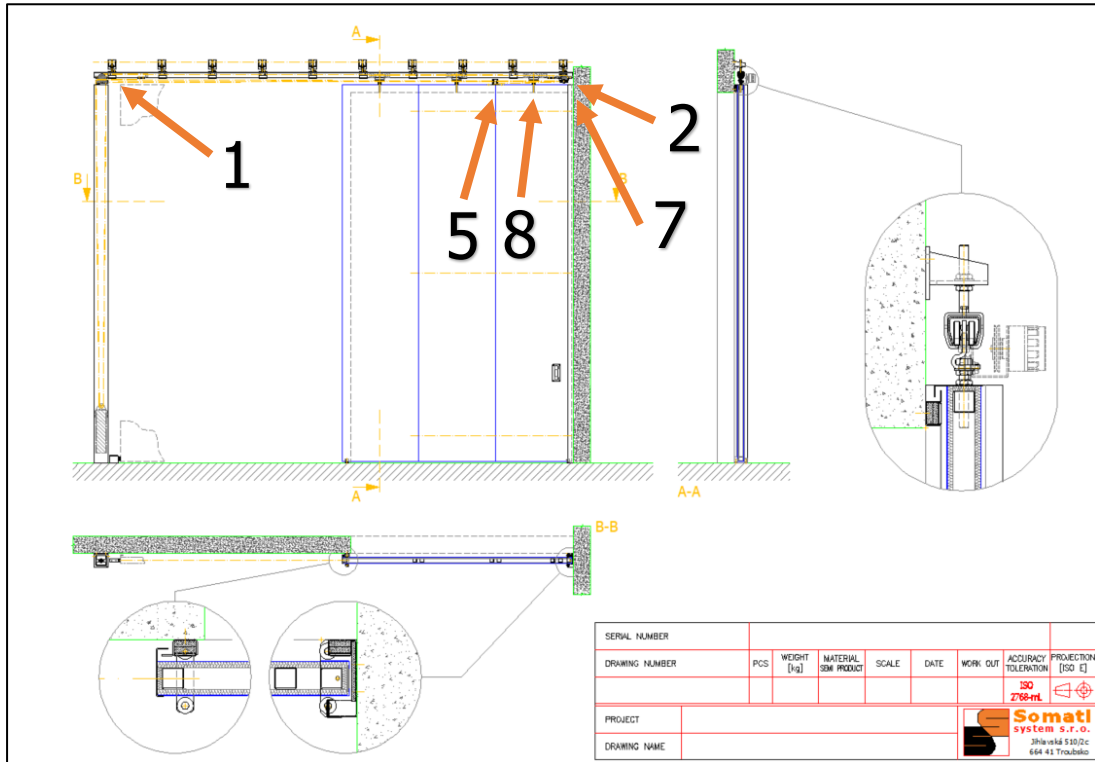 A
1
2
B
B
5
8
7
A
A-A
B-B
SERIAL NUMBER
DRAWING NUMBER
PCS
WEIGHT
[kg]
MATERIAL
SEMI PRODUCT
SCALE
DATE
WORK OUT
ACCURACY
TOLERATION
PROJECTION
[ISO E]
ISO
2768-mL
PROJECT
DRAWING NAME
Somati
system s.r.o.
Jihlavská 510/2c
664 41 Troubsko